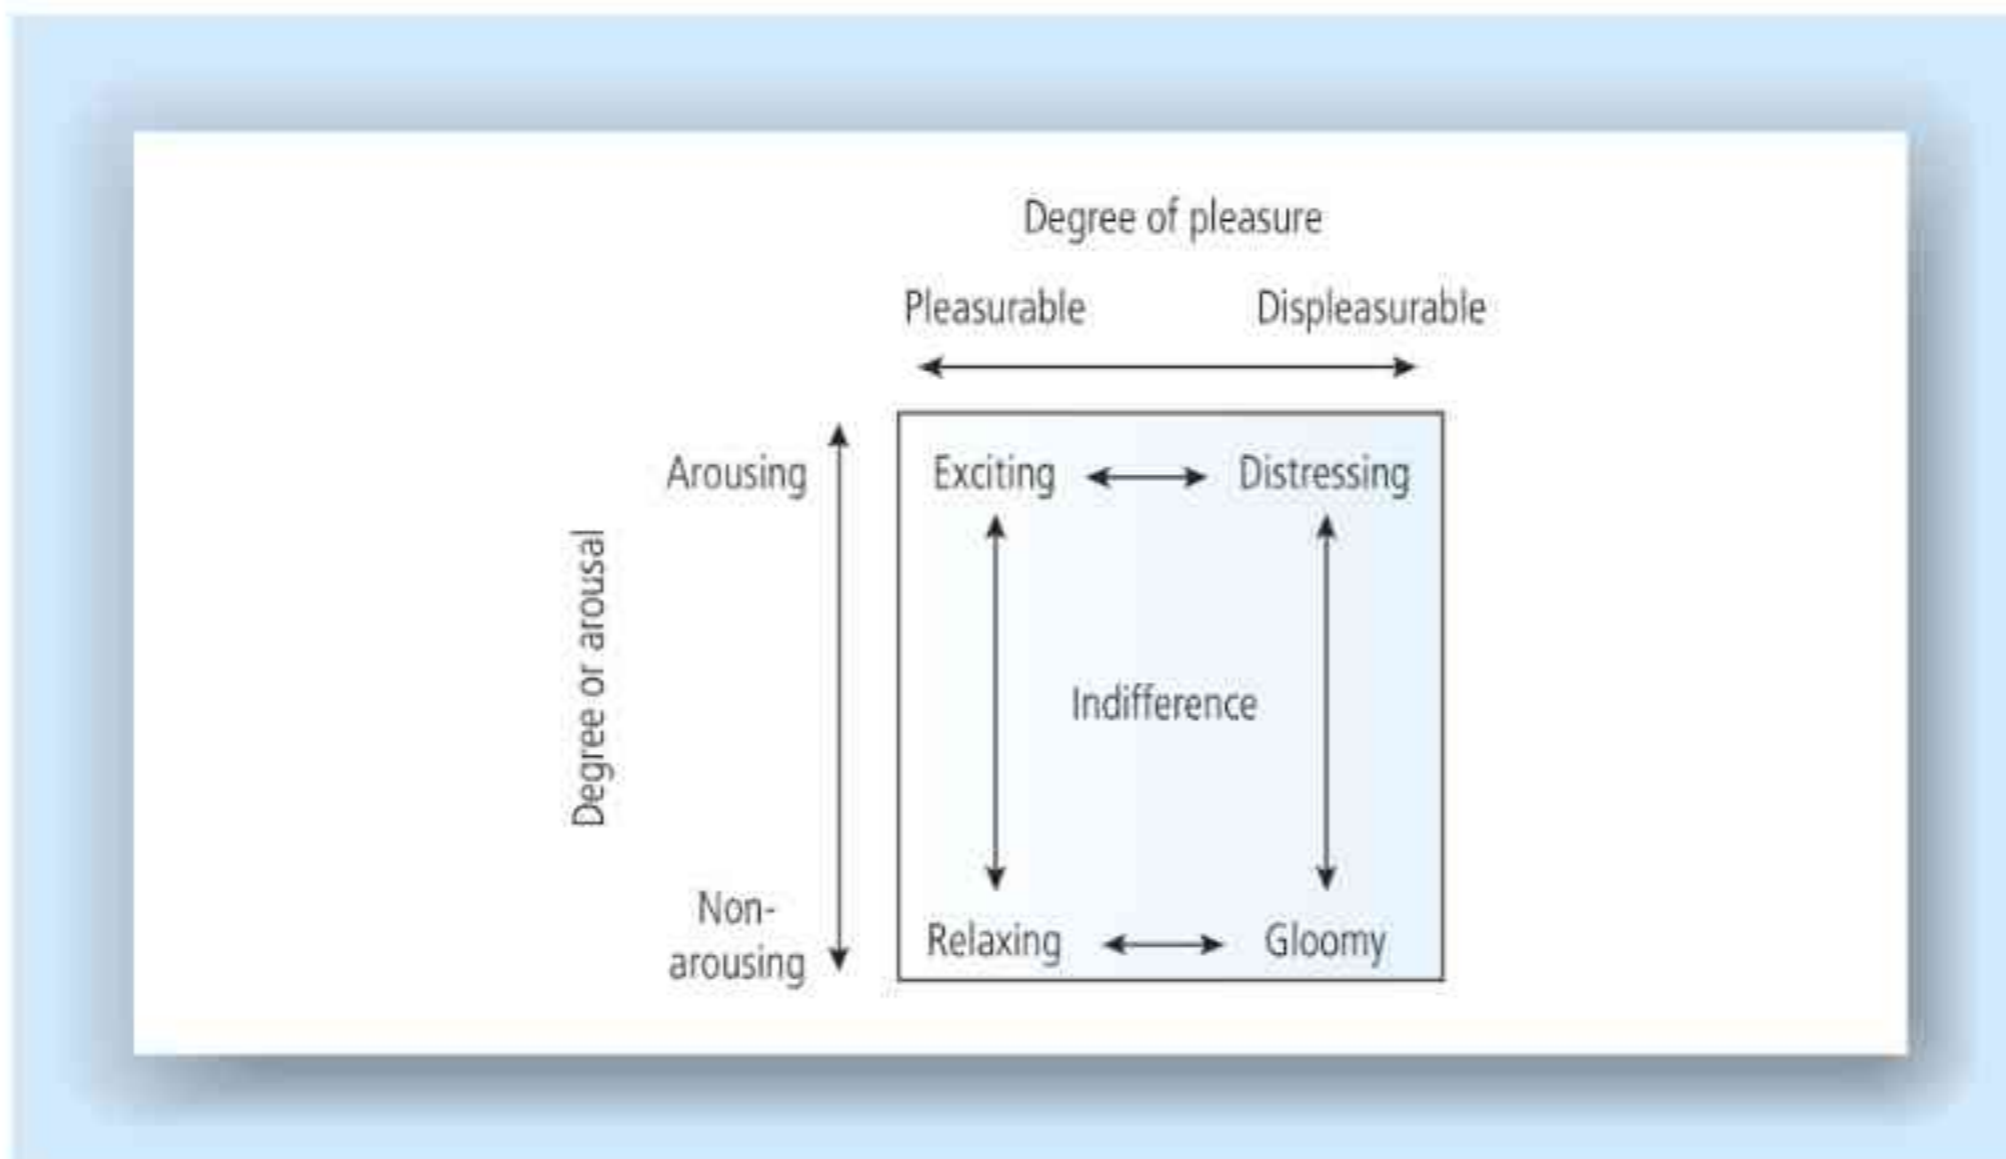 Degree of pleasure
Pleasurable Displeasurable
Arousing Exciting Distressing
Degree or arousal
Indifference
Non-
arousing Relaxing Gloomy